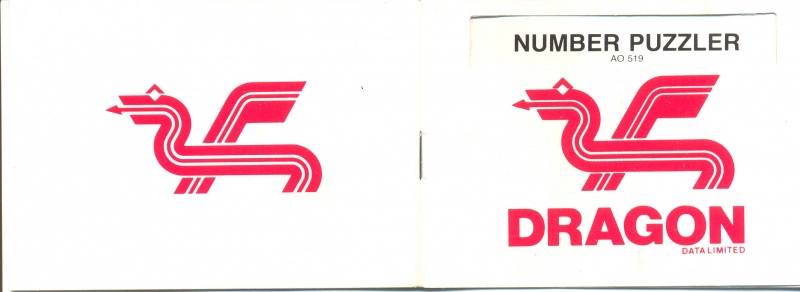 NUMBER PUZZLER
AO 519
DRAGON
DATA LIMITED